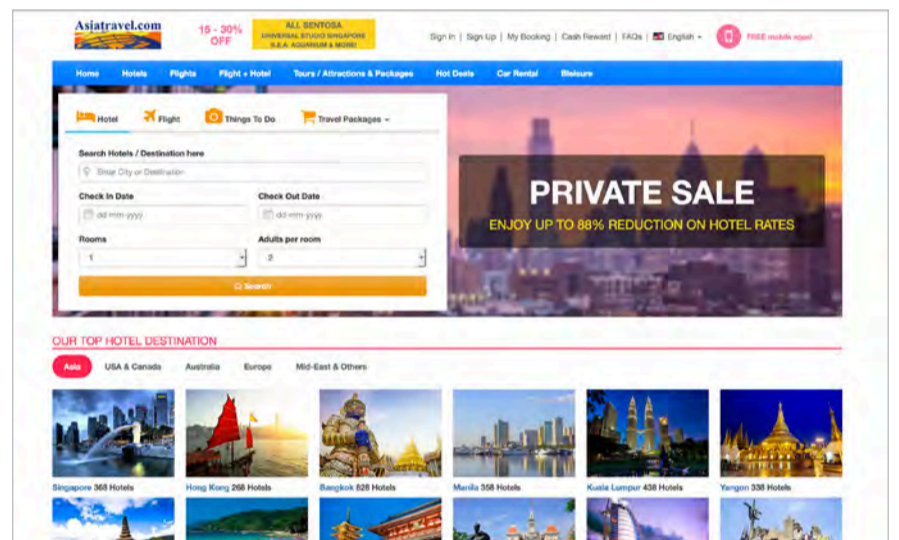 Asiatravel.com
15 - 30%
OFF
ALL SENTOSA
UNIVERSAL STUDIO SINGAPORE
S.E.A. AQUARIUM & MORE!
Sign In | Sign Up | My Booking | Cash Reward | FAQs | English
FREE mobile apps!
Home Hotels Flights Flight + Hotel Tours / Attractions & Packages Hot Deals Car Rental Bleisure
Hotel Flight Things To Do Travel Packages
Search Hotels / Destination here
Enter City or Destination
Check In Date Check Out Date
dd-mm-yyyy dd-mm-yyyy
Rooms Adults per room
1 2
Search
PRIVATE SALE
ENJOY UP TO 88% REDUCTION ON HOTEL RATES
OUR TOP HOTEL DESTINATION
Asia USA & Canada Australia Europe Mid-East & Others
Singapore 368 Hotels Hong Kong 268 Hotels Bangkok 828 Hotels Manila 358 Hotels Kuala Lumpur 438 Hotels Yangon 338 Hotels